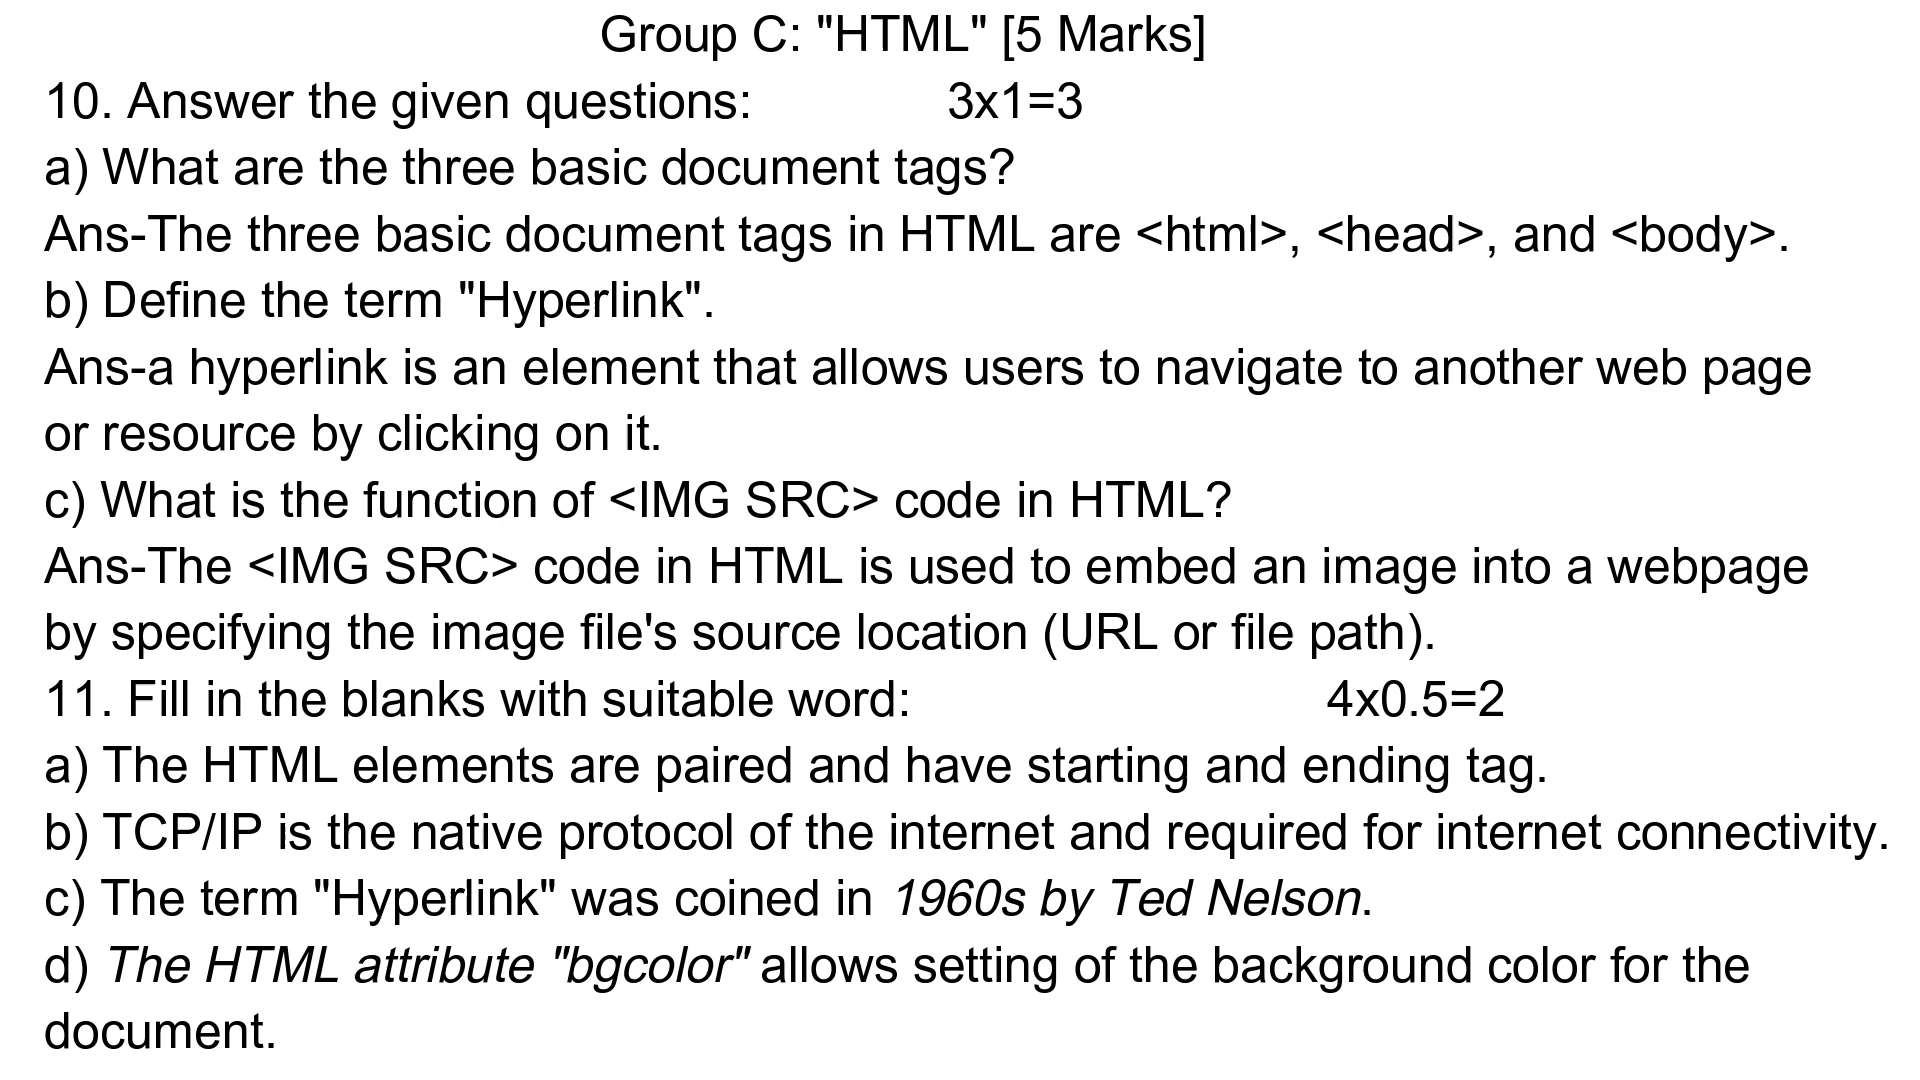 Group C: "HTML" [5 Marks]
10. Answer the given questions: 3x1=3
a) What are the three basic document tags?
Ans-The three basic document tags in HTML are <html>, <head>, and <body>.
b) Define the term "Hyperlink".
Ans-a hyperlink is an element that allows users to navigate to another web page
or resource by clicking on it.
c) What is the function of <IMG SRC> code in HTML?
Ans-The <IMG SRC> code in HTML is used to embed an image into a webpage
by specifying the image file's source location (URL or file path).
11. Fill in the blanks with suitable word: 4x0.5=2
a) The HTML elements are paired and have starting and ending tag.
b) TCP/IP is the native protocol of the internet and required for internet connectivity.
c) The term "Hyperlink" was coined in 1960s by Ted Nelson.
d) The HTML attribute "bgcolor" allows setting of the background color for the
document.